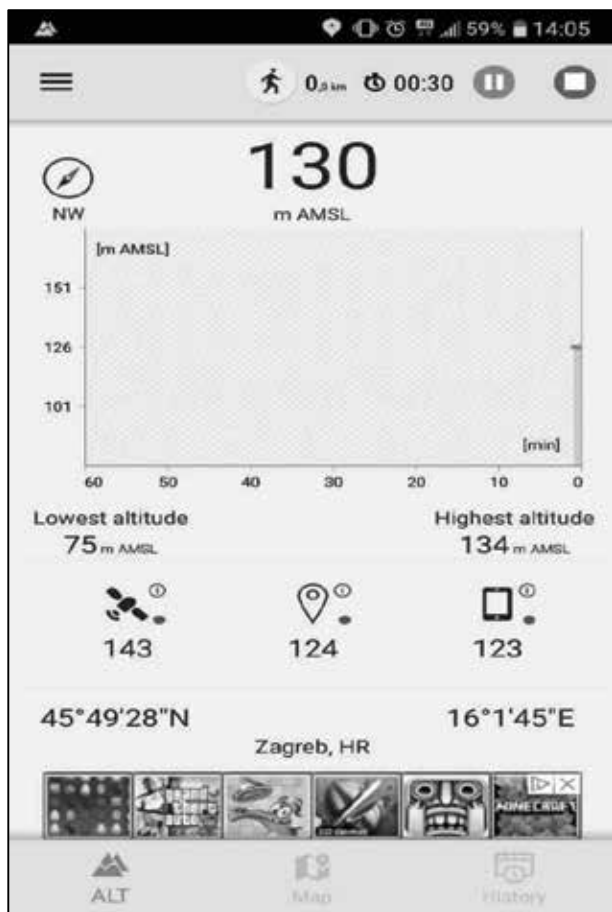 59% 14:05
0,0 km 00:30
130
NW
m AMSL
[m AMSL]
151
126
101
[min]
60 50 40 30 20 10 0
Lowest altitude Highest altitude
75 m AMSL 134 m AMSL
143 124 123
45°49'28"N 16°1'45"E
Zagreb, HR
MINECRAFT
ALT Map History